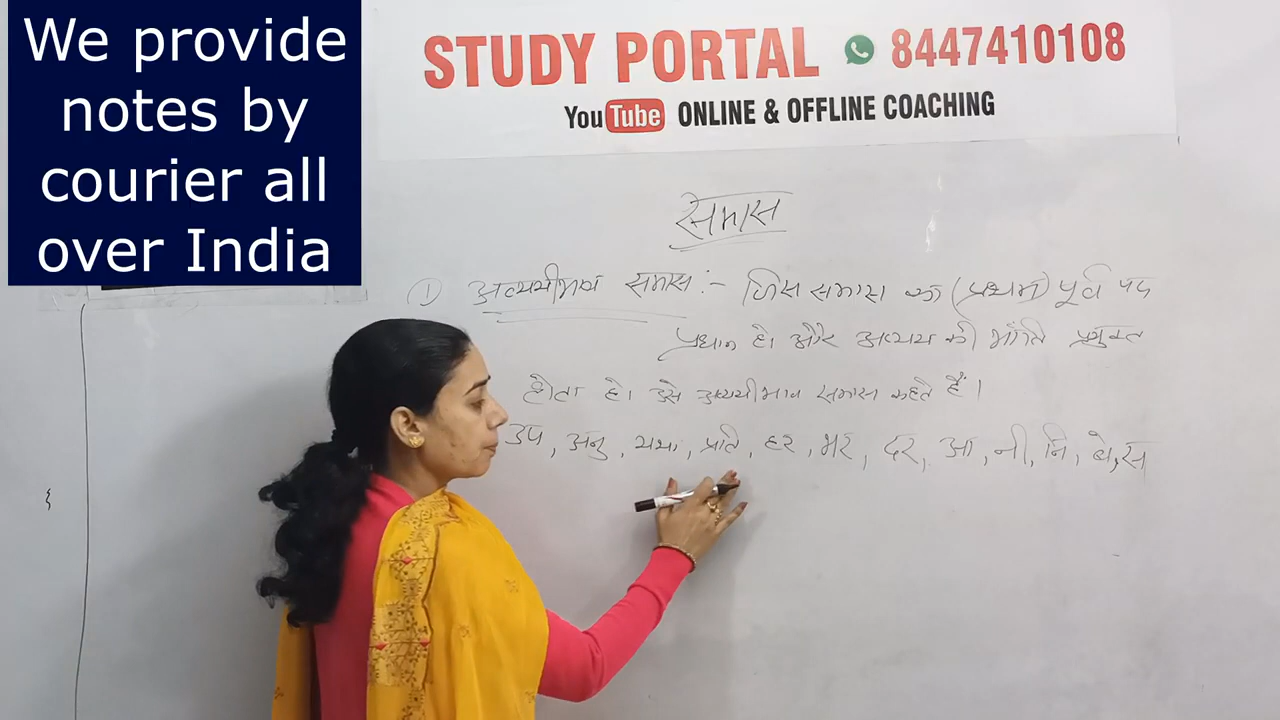 We provide
notes by
courier all
over India
STUDY PORTAL 8447410108
YouTube ONLINE & OFFLINE COACHING
समास
① अव्ययीभाव समास :- जिस समास का (प्रथम) पूर्व पद
प्रधान हो और अव्यय की भाँति प्रयुक्त
होता हो। उसे अव्ययीभाव समास कहते हैं।
उप, अनु, यथा, प्रति, हर, भर, दर, आ, नी, नि, बे, स